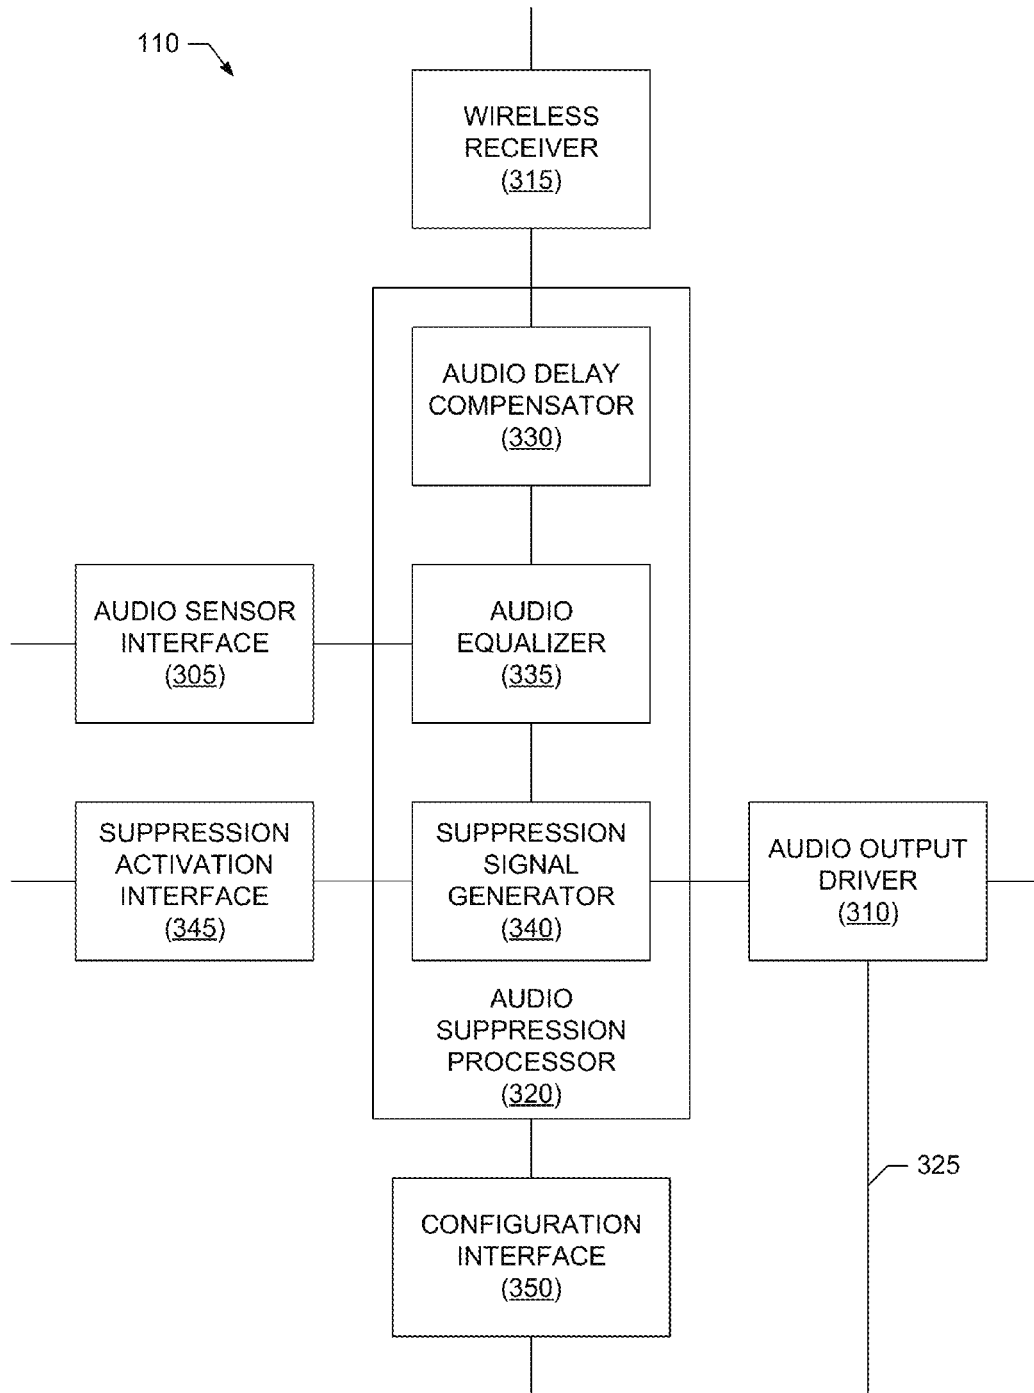 110
WIRELESS
RECEIVER
(315)
AUDIO DELAY
COMPENSATOR
(330)
AUDIO SENSOR
INTERFACE
(305)
AUDIO
EQUALIZER
(335)
SUPPRESSION
ACTIVATION
INTERFACE
(345)
SUPPRESSION
SIGNAL
GENERATOR
(340)
AUDIO OUTPUT
DRIVER
(310)
AUDIO
SUPPRESSION
PROCESSOR
(320)
325
CONFIGURATION
INTERFACE
(350)